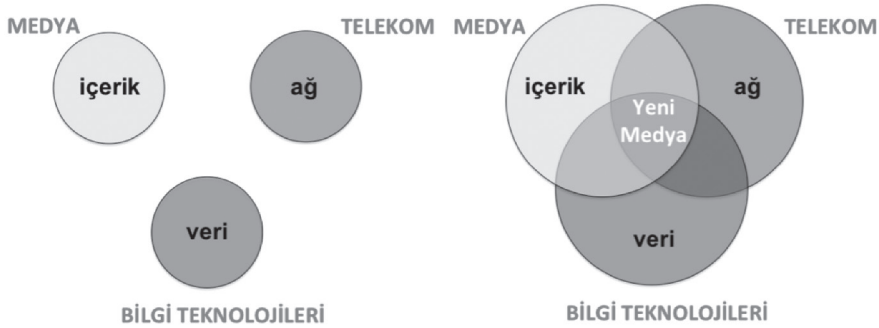 MEDYA
TELEKOM
içerik
ağ
veri
BİLGİ TEKNOLOJİLERİ
MEDYA
TELEKOM
içerik
ağ
Yeni
Medya
veri
BİLGİ TEKNOLOJİLERİ